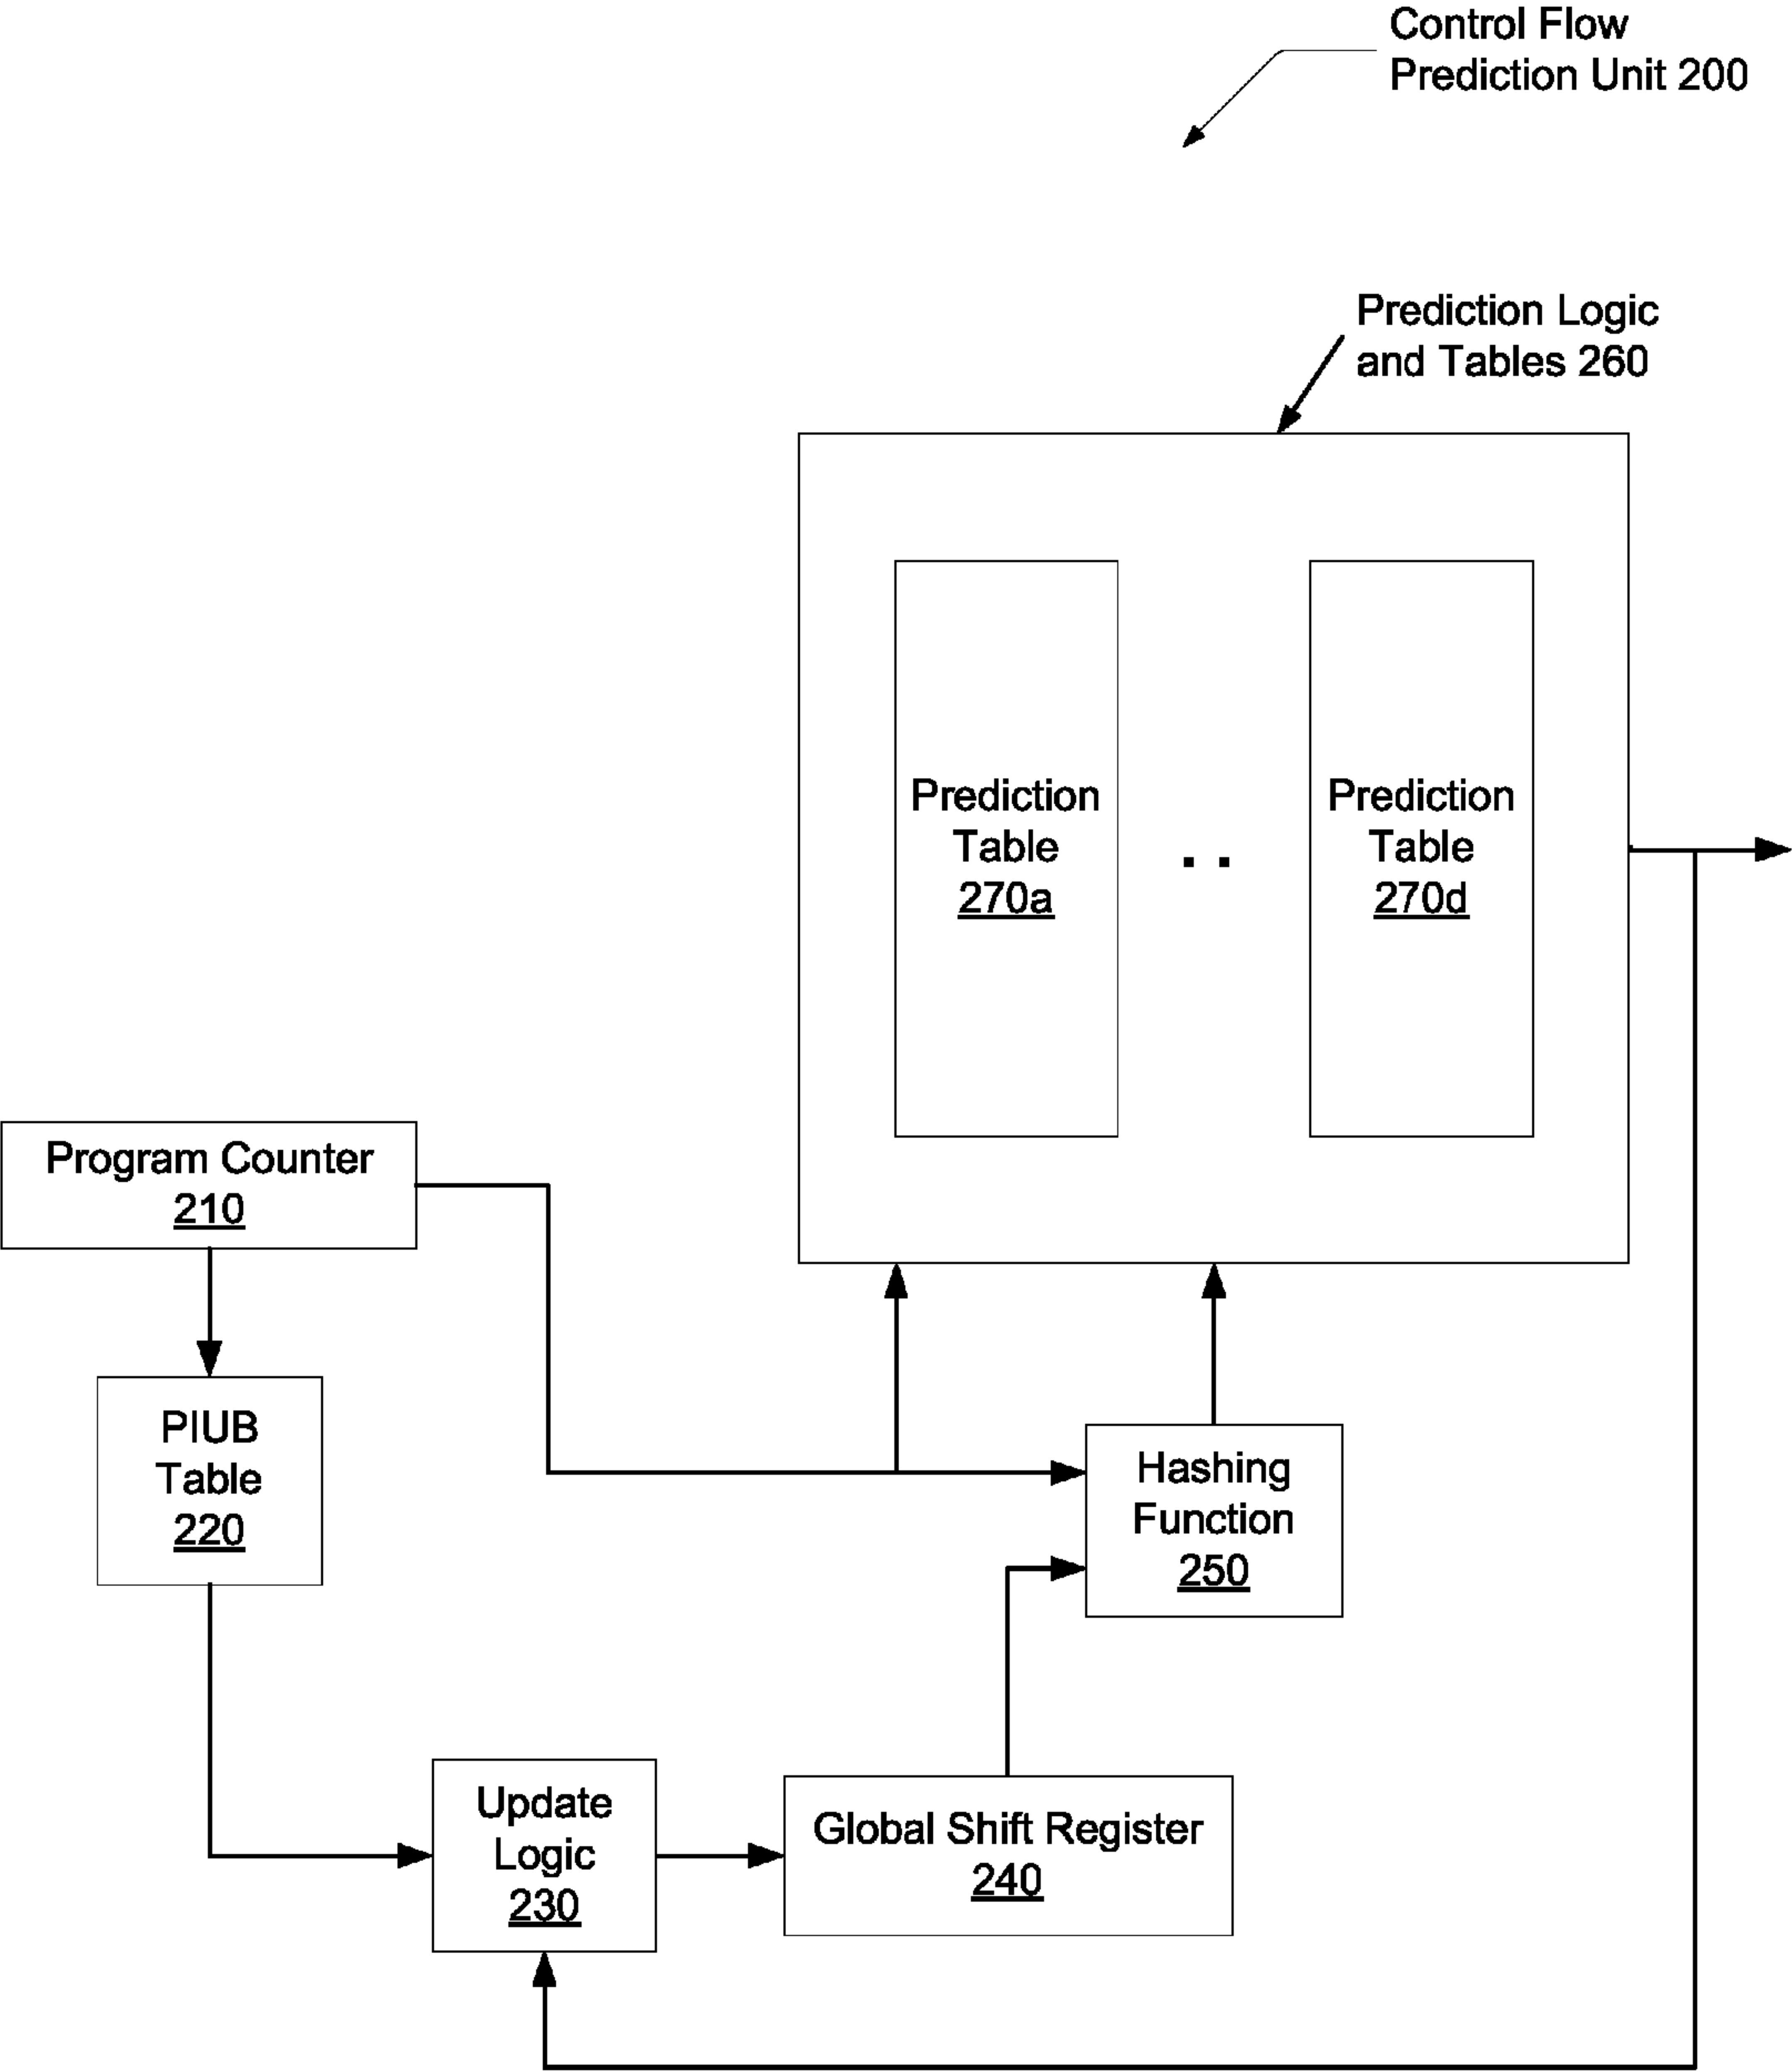 Control Flow
Prediction Unit 200
Prediction Logic
and Tables 260
Prediction
Table
270a
. .
Prediction
Table
270d
Program Counter
210
PIUB
Table
220
Hashing
Function
250
Update
Logic
230
Global Shift Register
240